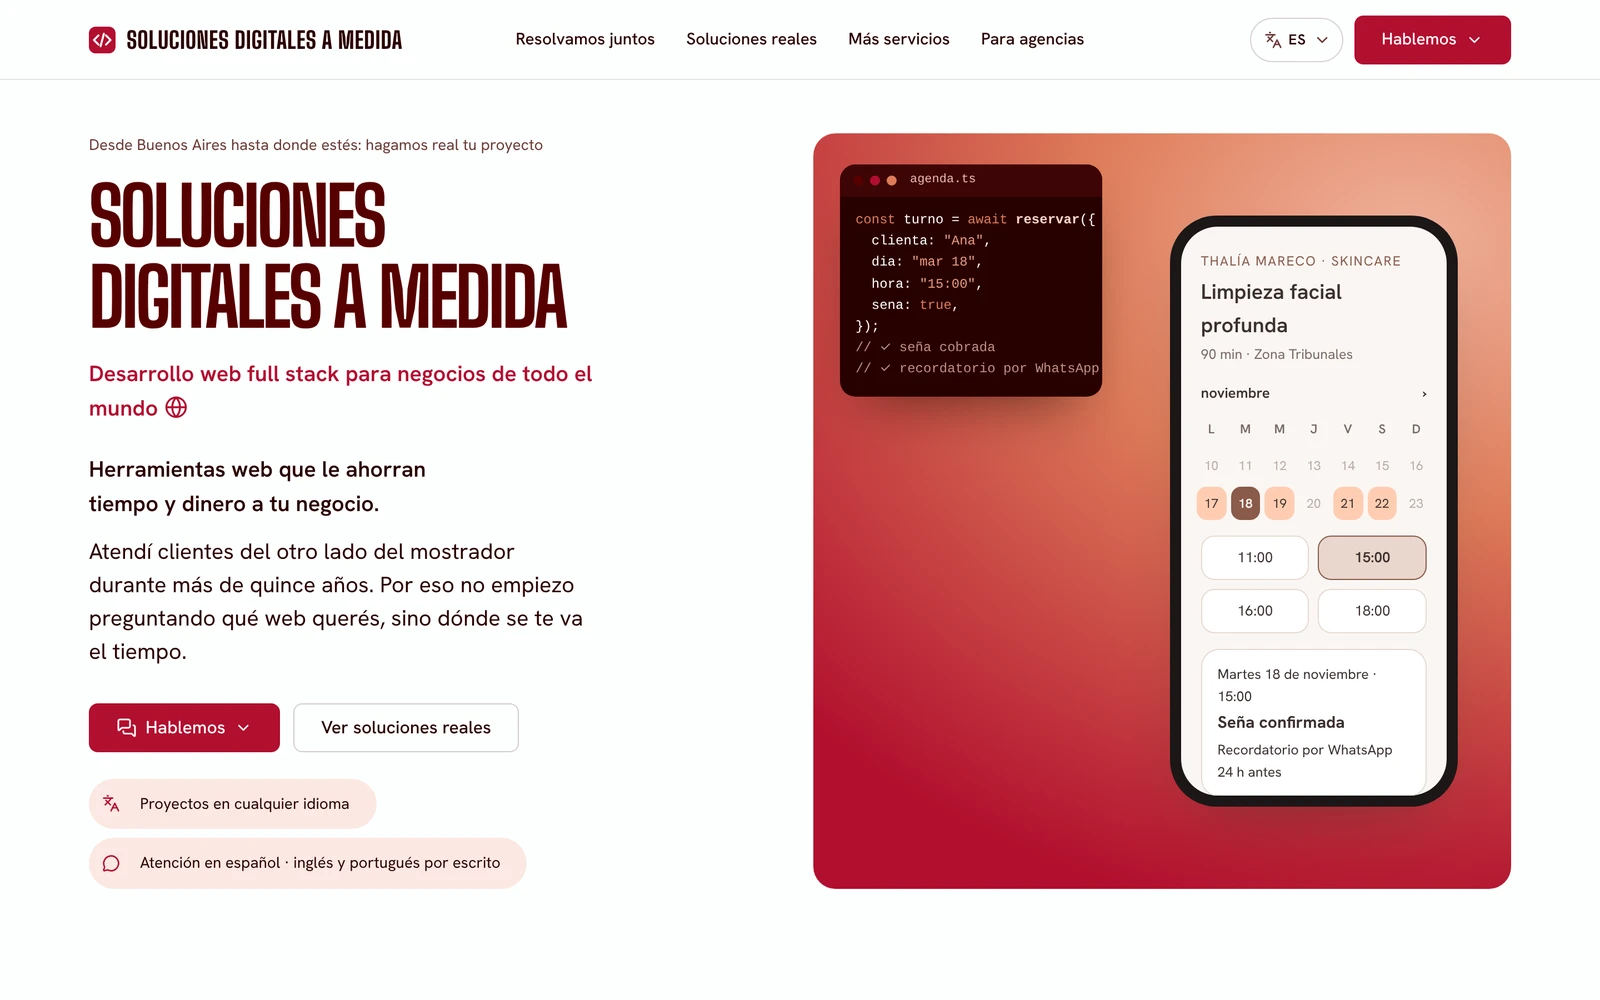 SOLUCIONES DIGITALES A MEDIDA
Resolvamos juntos
Soluciones reales
Más servicios
Para agencias
ES
Hablemos
Desde Buenos Aires hasta donde estés: hagamos real tu proyecto
SOLUCIONES
DIGITALES A MEDIDA
Desarrollo web full stack para negocios de todo el
mundo
Herramientas web que le ahorran
tiempo y dinero a tu negocio.
Atendí clientes del otro lado del mostrador
durante más de quince años. Por eso no empiezo
preguntando qué web querés, sino dónde se te va
el tiempo.
Hablemos
Ver soluciones reales
Proyectos en cualquier idioma
Atención en español · inglés y portugués por escrito
agenda.ts
const turno = await reservar({
clienta: "Ana",
dia: "mar 18",
hora: "15:00",
sena: true,
});
// ✓ seña cobrada
// ✓ recordatorio por WhatsApp
THALÍA MARECO · SKINCARE
Limpieza facial
profunda
90 min · Zona Tribunales
noviembre ›
L M M J V S D
10 11 12 13 14 15 16
17 18 19 20 21 22 23
11:00 15:00
16:00 18:00
Martes 18 de noviembre ·
15:00
Seña confirmada
Recordatorio por WhatsApp
24 h antes